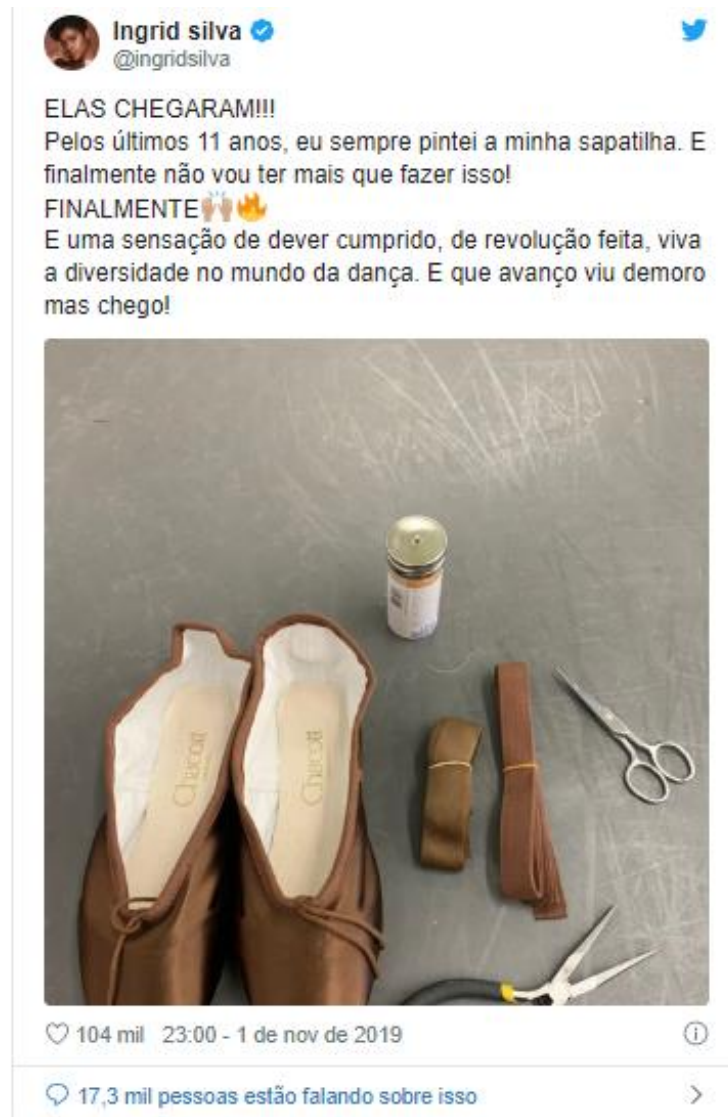 Ingrid silva
@ingridsilva
ELAS CHEGARAM!!!
Pelos últimos 11 anos, eu sempre pintei a minha sapatilha. E
finalmente não vou ter mais que fazer isso!
FINALMENTE🙌🏽🔥
E uma sensação de dever cumprido, de revolução feita, viva
a diversidade no mundo da dança. E que avanço viu demoro
mas chego!
Chacott
Chacott
104 mil 23:00 - 1 de nov de 2019
17,3 mil pessoas estão falando sobre isso